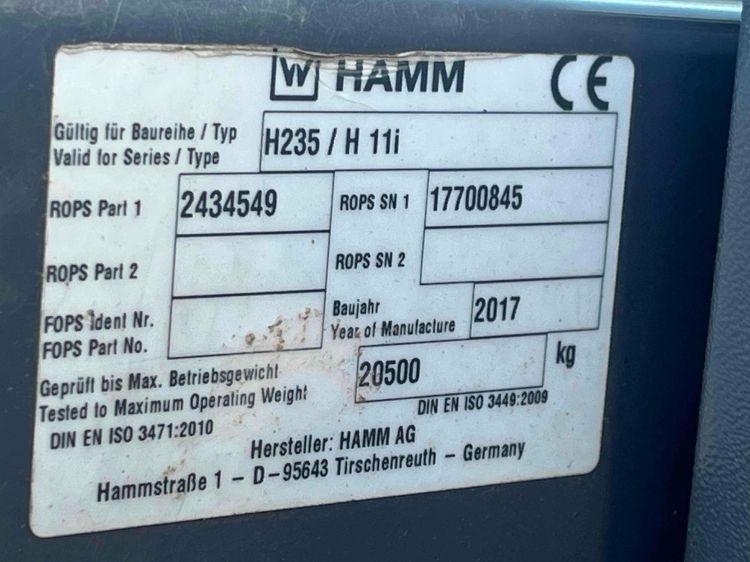 W HAMM CE
Gültig für Baureihe / Typ
Valid for Series / Type
H235 / H 11i
ROPS Part 1 2434549 ROPS SN 1 17700845
ROPS Part 2 ROPS SN 2
FOPS Ident Nr.
FOPS Part No.
Baujahr
Year of Manufacture
2017
Geprüft bis Max. Betriebsgewicht
Tested to Maximum Operating Weight
20500 kg
DIN EN ISO 3471:2010
DIN EN ISO 3449:2009
Hersteller: HAMM AG
Hammstraße 1 – D–95643 Tirschenreuth – Germany